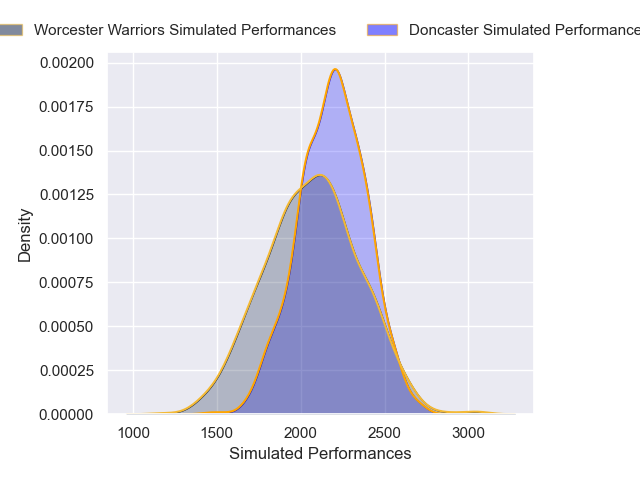 Worcester Warriors Simulated Performances
Doncaster Simulated Performance
0.00200
0.00175
0.00150
0.00125
0.00100
0.00075
0.00050
0.00025
0.00000
Density
1000 1500 2000 2500 3000
Simulated Performances